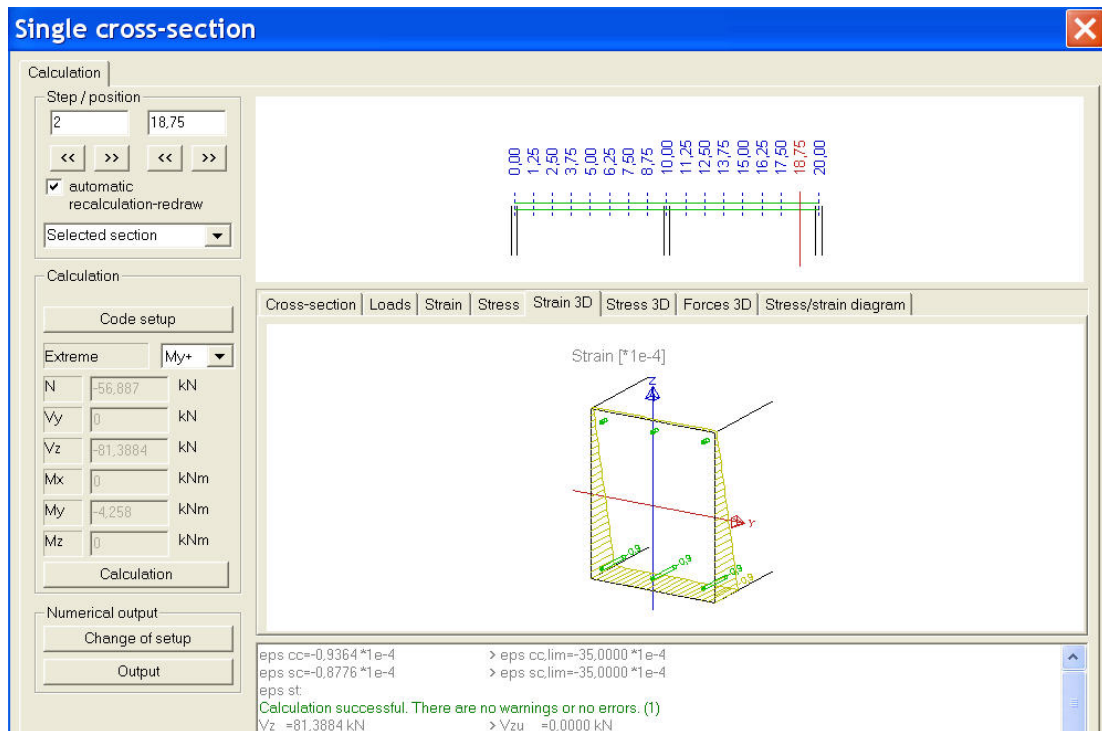 Single cross-section
Calculation
Step / position
2 18,75
<< >> << >>
automatic
recalculation-redraw
Selected section
Calculation
Code setup
Extreme My+
N -56,887 kN
Vy 0 kN
Vz -81,3884 kN
Mx 0 kNm
My -4,258 kNm
Mz 0 kNm
Calculation
Numerical output
Change of setup
Output
0,00 1,25 2,50 3,75 5,00 6,25 7,50 8,75 10,00 11,25 12,50 13,75 15,00 16,25 17,50 18,75 20,00
Cross-section Loads Strain Stress Strain 3D Stress 3D Forces 3D Stress/strain diagram
Strain [*1e-4]
Z
Y
-0,9
-0,9
-0,9
-0,9
eps cc=-0,9364 *1e-4 > eps cc,lim=-35,0000 *1e-4
eps sc=-0,8776 *1e-4 > eps sc,lim=-35,0000 *1e-4
eps st:
Calculation successful. There are no warnings or no errors. (1)
Vz =81,3884 kN > Vzu =0,0000 kN